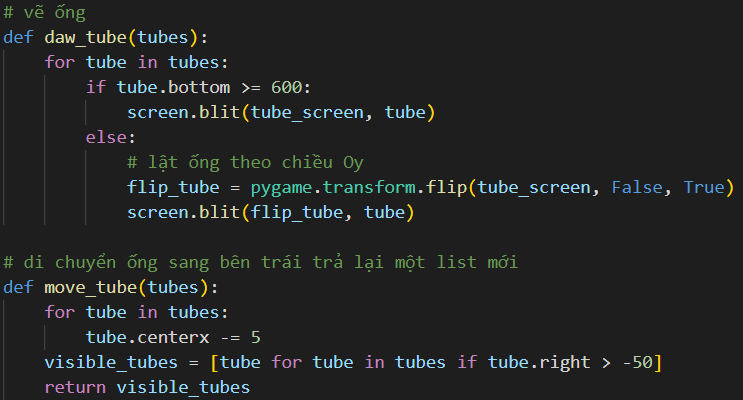 # vẽ ống
def daw_tube(tubes):
    for tube in tubes:
        if tube.bottom >= 600:
            screen.blit(tube_screen, tube)
        else:
            # lật ống theo chiều Oy
            flip_tube = pygame.transform.flip(tube_screen, False, True)
            screen.blit(flip_tube, tube)

# di chuyển ống sang bên trái trả lại một list mới
def move_tube(tubes):
    for tube in tubes:
        tube.centerx -= 5
    visible_tubes = [tube for tube in tubes if tube.right > -50]
    return visible_tubes